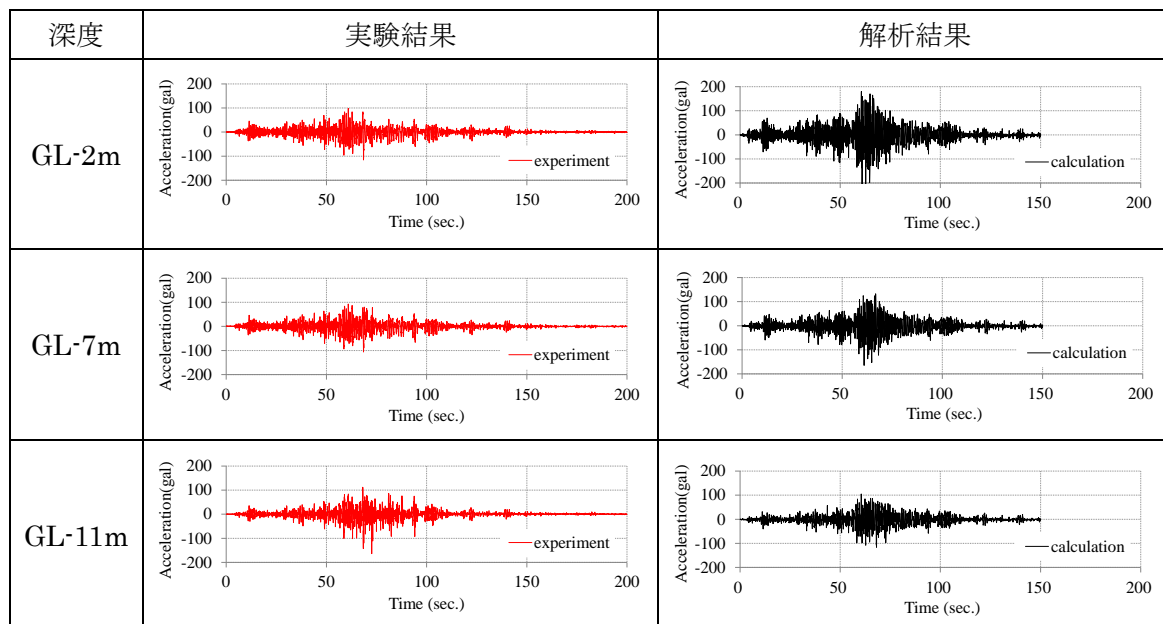 深度 実験結果 解析結果
GL-2m
Acceleration(gal)
200
100
0
-100
-200
0 50 100 150 200
Time (sec.)
experiment
Acceleration(gal)
200
100
0
-100
-200
0 50 100 150 200
Time (sec.)
calculation
GL-7m
Acceleration(gal)
200
100
0
-100
-200
0 50 100 150 200
Time (sec.)
experiment
Acceleration(gal)
200
100
0
-100
-200
0 50 100 150 200
Time (sec.)
calculation
GL-11m
Acceleration(gal)
200
100
0
-100
-200
0 50 100 150 200
Time (sec.)
experiment
Acceleration(gal)
200
100
0
-100
-200
0 50 100 150 200
Time (sec.)
calculation